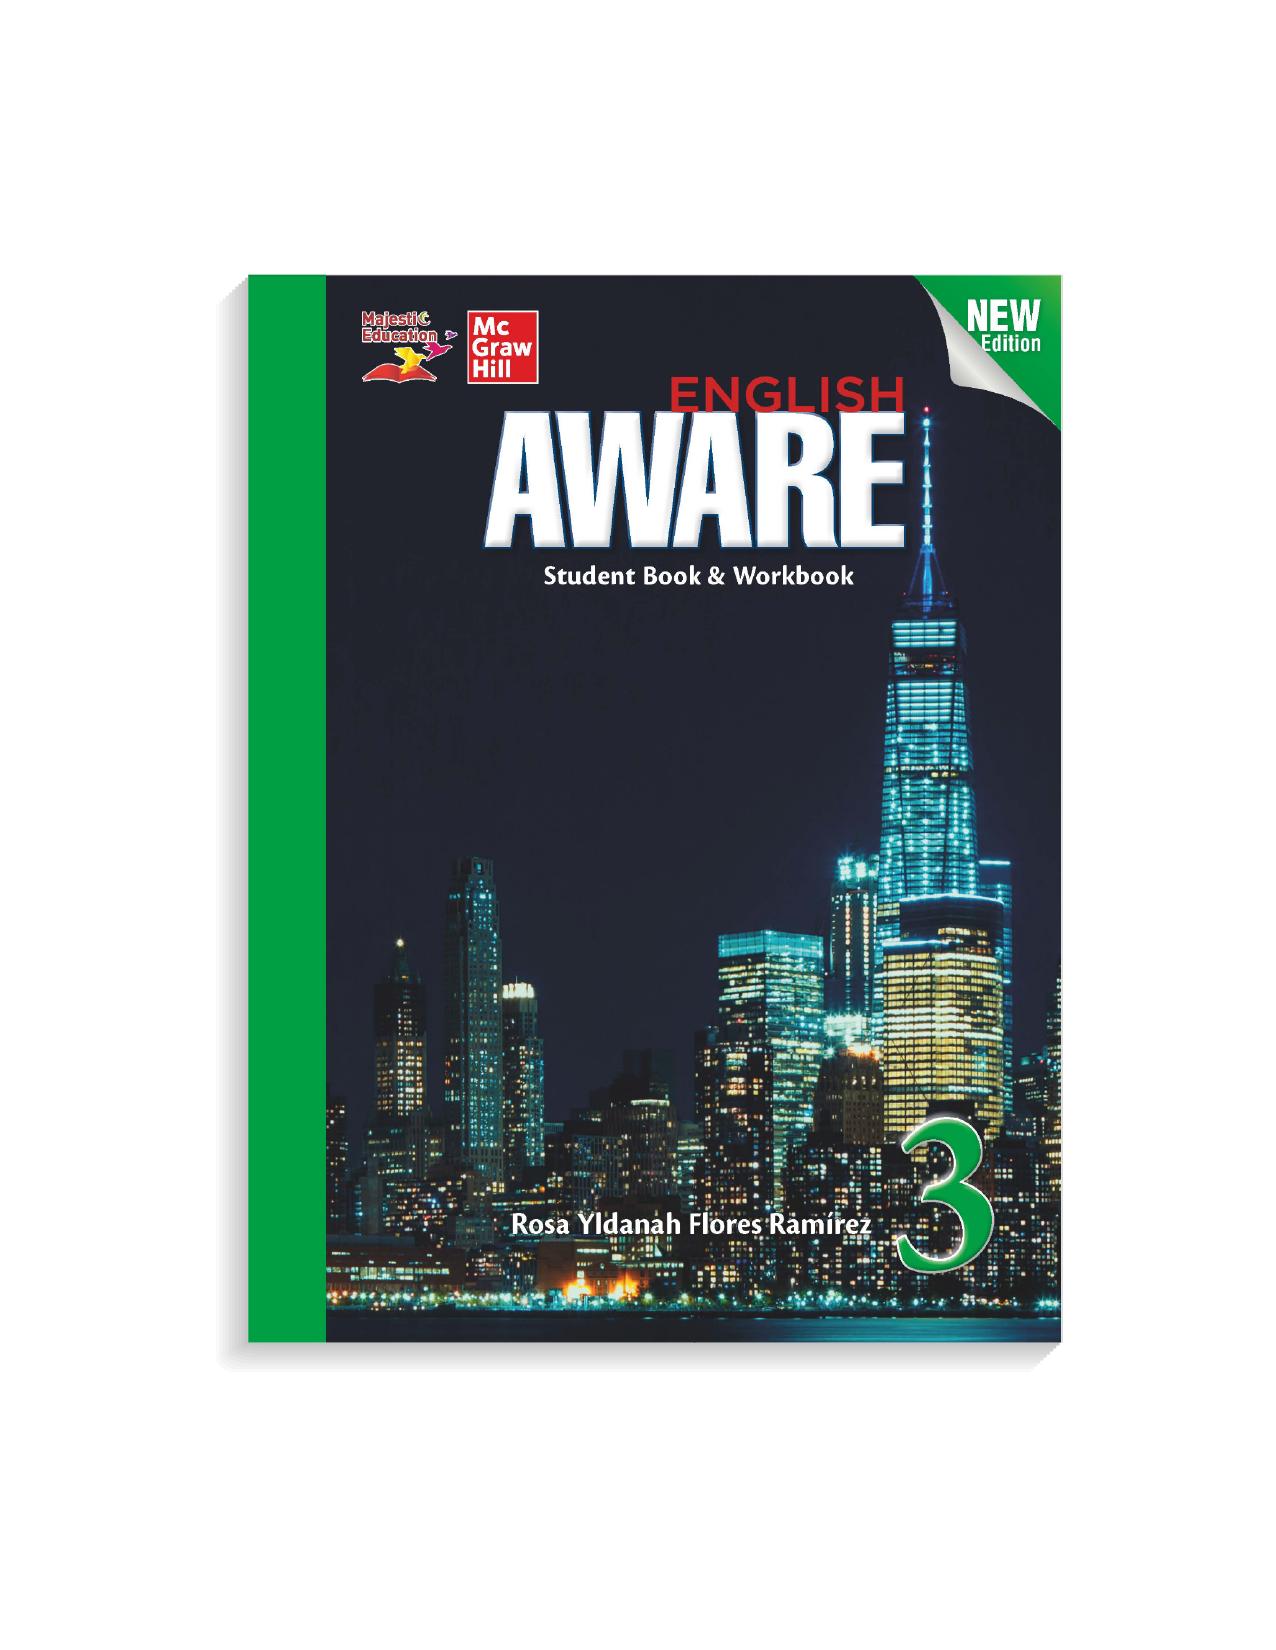 Majestic
Education
Mc
Graw
Hill
NEW
Edition
ENGLISH
AWARE
Student Book & Workbook
Rosa Yldanah Flores Ramírez
3